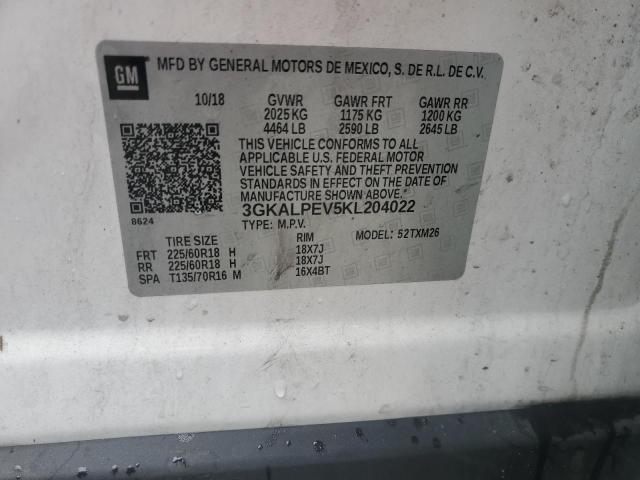 GM
MFD BY GENERAL MOTORS DE MEXICO, S. DE R.L. DE C.V.
10/18 GVWR GAWR FRT GAWR RR
2025 KG 1175 KG 1200 KG
4464 LB 2590 LB 2645 LB
THIS VEHICLE CONFORMS TO ALL
APPLICABLE U.S. FEDERAL MOTOR
VEHICLE SAFETY AND THEFT PREVENTION
STANDARDS IN EFFECT ON THE DATE OF
MANUFACTURE SHOWN ABOVE.
3GKALPEV5KL204022
8624
TYPE: M.P.V. MODEL: 52TXM26
TIRE SIZE RIM
FRT 225/60R18 H 18X7J
RR 225/60R18 H 18X7J
SPA T135/70R16 M 16X4BT